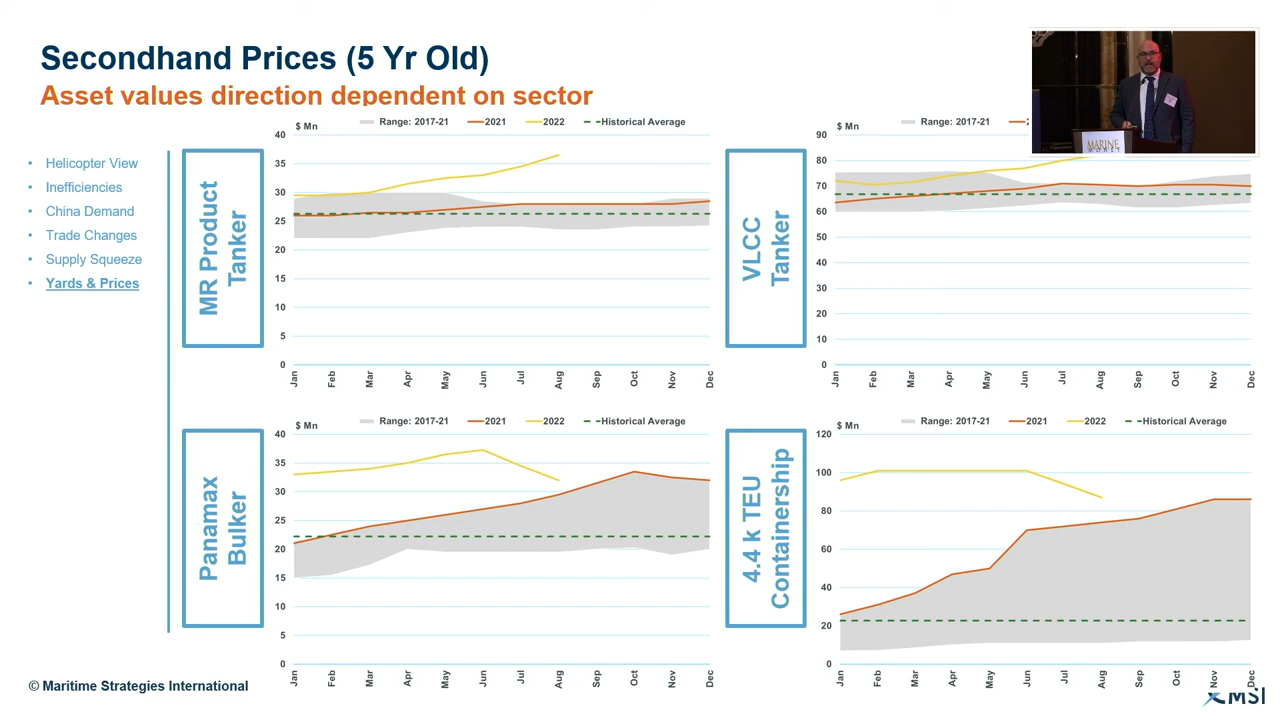 Secondhand Prices (5 Yr Old)
Asset values direction dependent on sector
Helicopter View
Inefficiencies
China Demand
Trade Changes
Supply Squeeze
Yards & Prices
MR Product
Tanker
$ Mn
Range: 2017-21 2021 2022 Historical Average
40
35
30
25
20
15
10
5
0
Jan Feb Mar Apr May Jun Jul Aug Sep Oct Nov Dec
VLCC
Tanker
$ Mn
Range: 2017-21
90
80
70
60
50
40
30
20
10
0
Jan Feb Mar Apr May Jun Jul Aug Sep Oct Nov Dec
MARINE
Panamax
Bulker
$ Mn
Range: 2017-21 2021 2022 Historical Average
40
35
30
25
20
15
10
5
0
Jan Feb Mar Apr May Jun Jul Aug Sep Oct Nov Dec
4.4 k TEU
Containership
$ Mn
Range: 2017-21 2021 2022 Historical Average
120
100
80
60
40
20
0
Jan Feb Mar Apr May Jun Jul Aug Sep Oct Nov Dec
© Maritime Strategies International
MSI